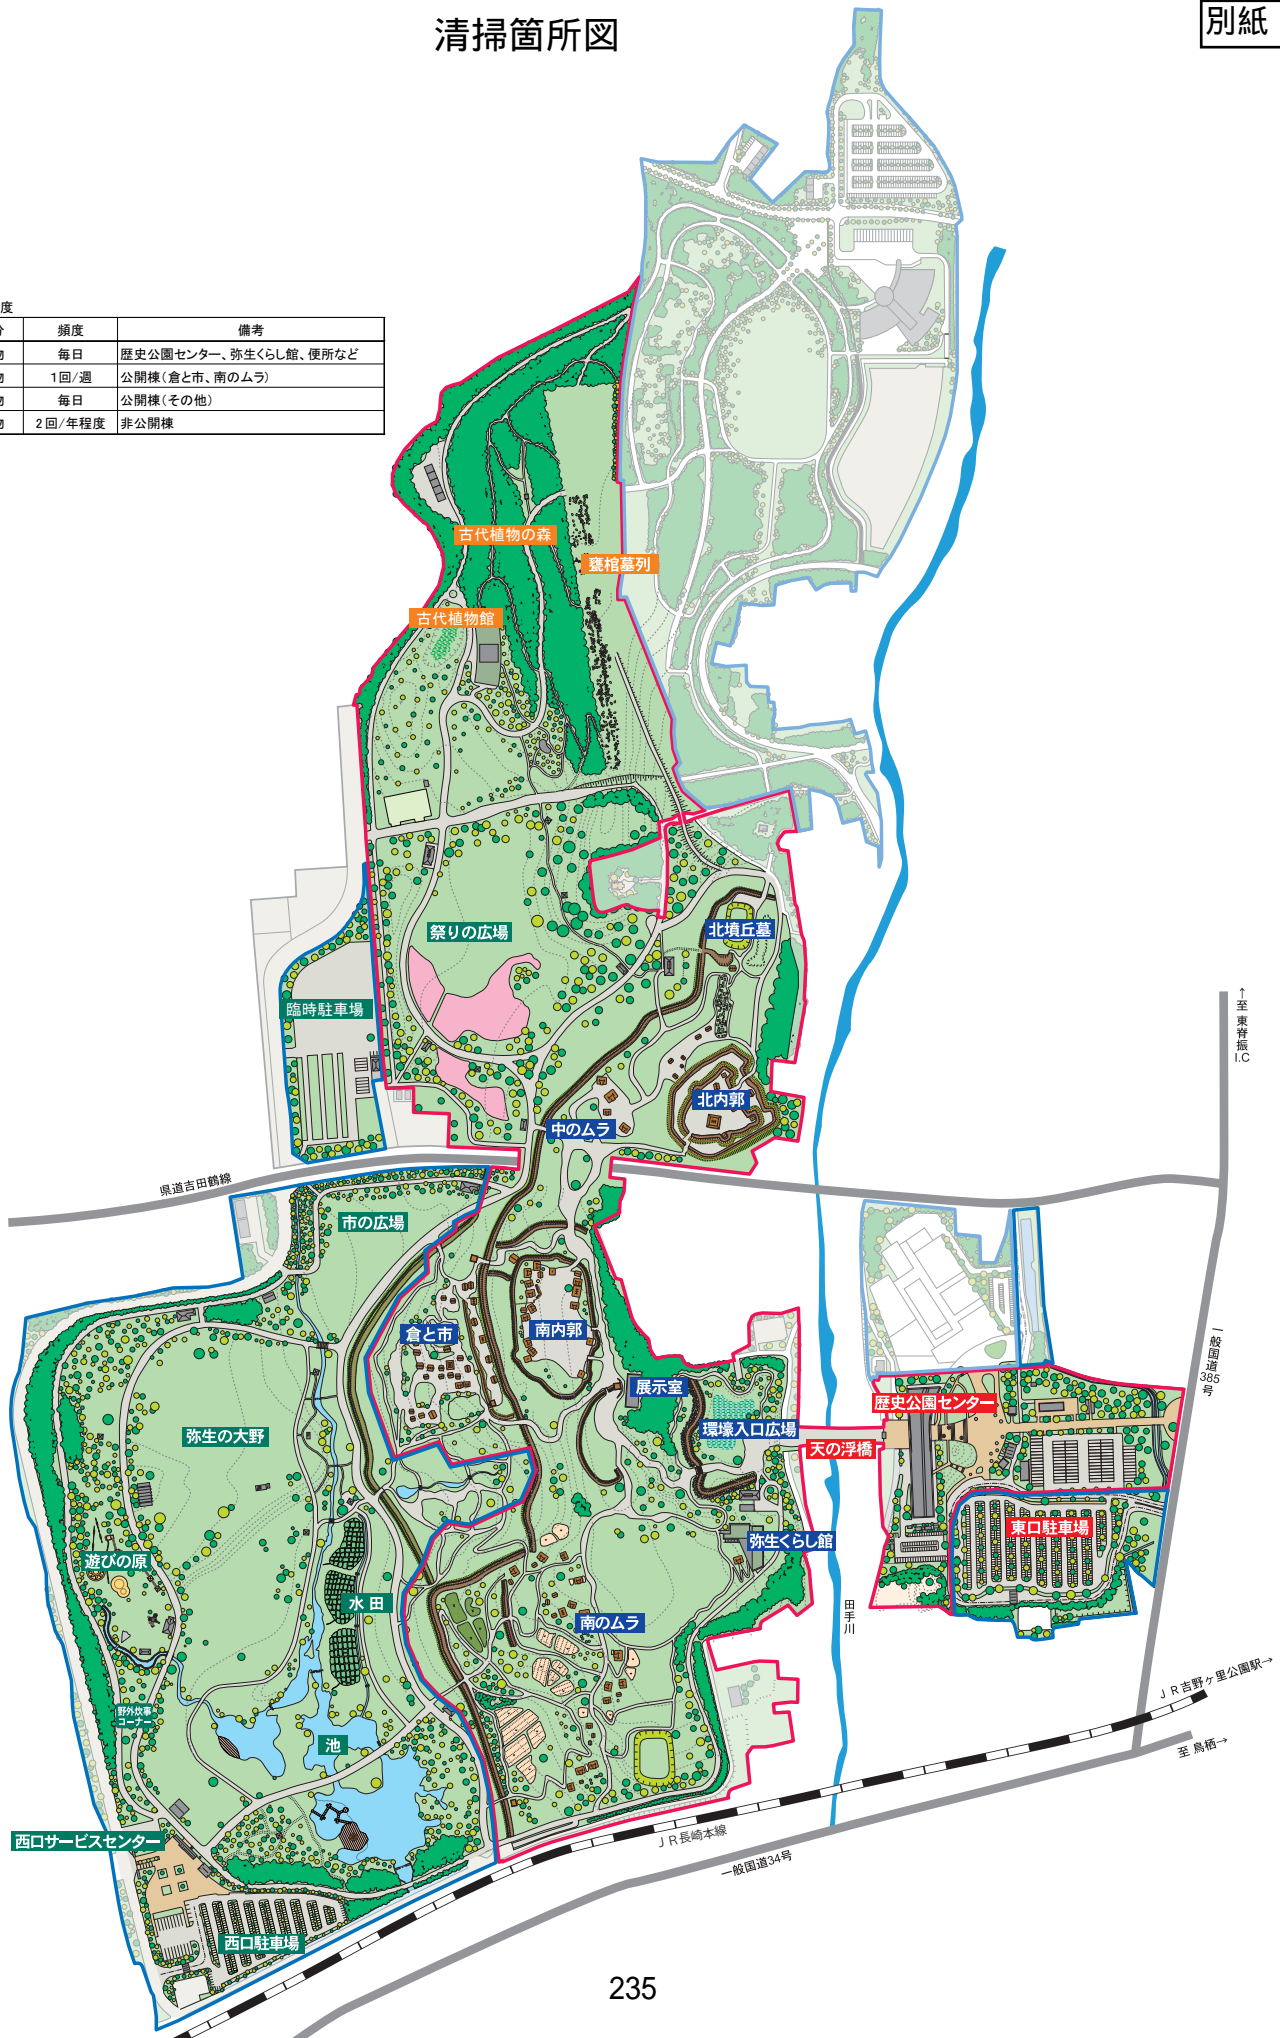 清掃箇所図
別紙
度
頻度 備考
毎日 歴史公園センター、弥生くらし館、便所など
1回/週 公開棟(倉と市、南のムラ)
毎日 公開棟(その他)
2回/年程度 非公開棟
古代植物の森
甕棺墓列
古代植物館
祭りの広場
北墳丘墓
臨時駐車場
↑至 東脊振I.C
北内郭
中のムラ
県道吉田鶴線
市の広場
倉と市
南内郭
一般国道385号
展示室
歴史公園センター
環壕入口広場
天の浮橋
弥生の大野
東口駐車場
弥生くらし館
遊びの原
水田
田手川
南のムラ
JR吉野ヶ里公園駅→
野外炊事
コーナー
池
至 鳥栖→
西口サービスセンター
JR長崎本線
一般国道34号
西口駐車場
235